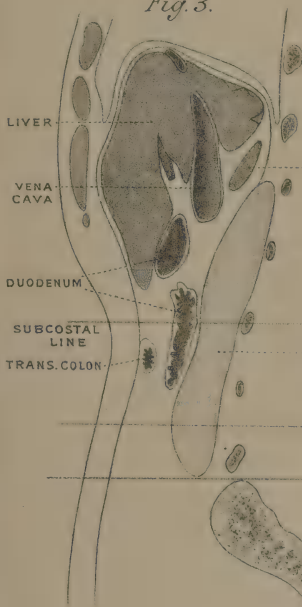 Fig. 3.
LIVER
VENA
CAVA
DUODENUM
SUBCOSTAL
LINE
TRANS. COLON